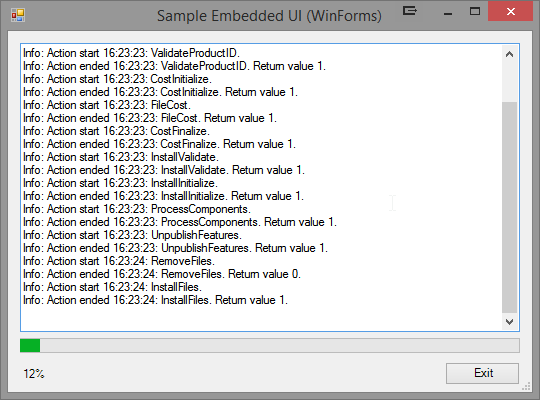 Sample Embedded UI (WinForms)
Info: Action start 16:23:23: ValidateProductID.
Info: Action ended 16:23:23: ValidateProductID. Return value 1.
Info: Action start 16:23:23: CostInitialize.
Info: Action ended 16:23:23: CostInitialize. Return value 1.
Info: Action start 16:23:23: FileCost.
Info: Action ended 16:23:23: FileCost. Return value 1.
Info: Action start 16:23:23: CostFinalize.
Info: Action ended 16:23:23: CostFinalize. Return value 1.
Info: Action start 16:23:23: InstallValidate.
Info: Action ended 16:23:23: InstallValidate. Return value 1.
Info: Action start 16:23:23: InstallInitialize.
Info: Action ended 16:23:23: InstallInitialize. Return value 1.
Info: Action start 16:23:23: ProcessComponents.
Info: Action ended 16:23:23: ProcessComponents. Return value 1.
Info: Action start 16:23:23: UnpublishFeatures.
Info: Action ended 16:23:23: UnpublishFeatures. Return value 1.
Info: Action start 16:23:24: RemoveFiles.
Info: Action ended 16:23:24: RemoveFiles. Return value 0.
Info: Action start 16:23:24: InstallFiles.
Info: Action ended 16:23:24: InstallFiles. Return value 1.
12%
Exit